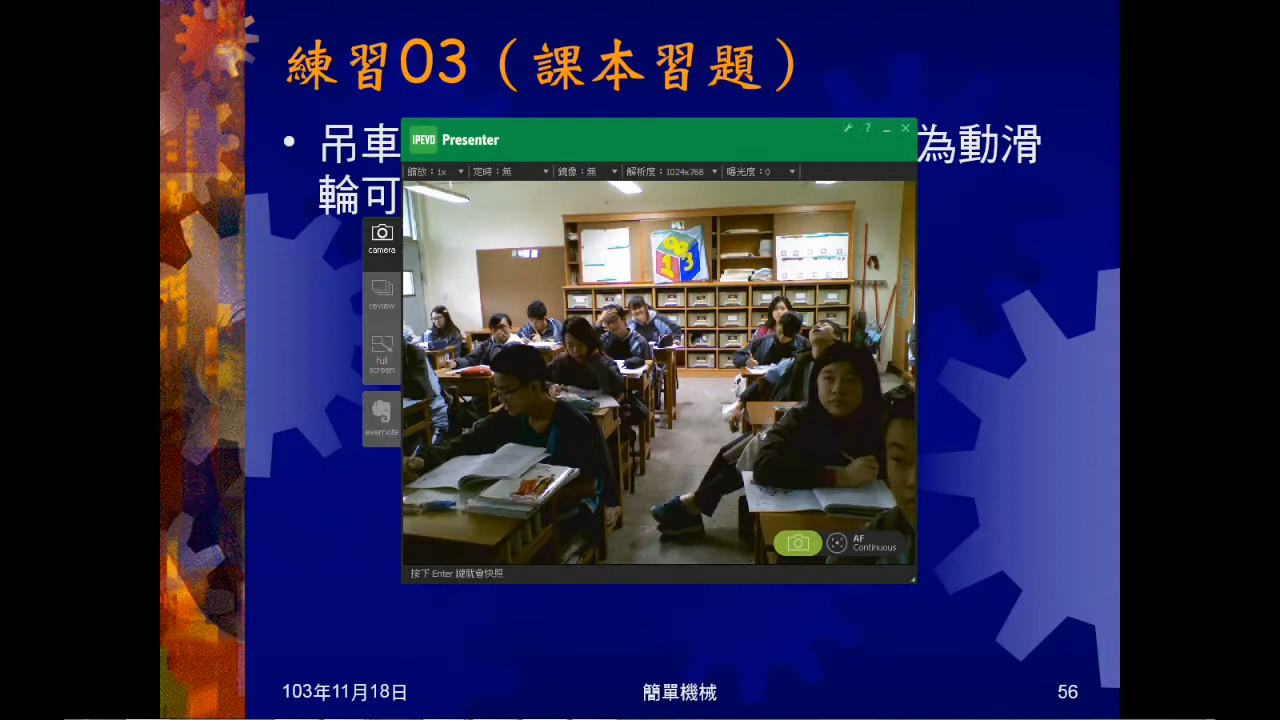 練習03（課本習題）
• 吊車
為動滑
輪可
IPEVO Presenter
縮放：1x
定時：無
鏡像：無
解析度：1024x768
曝光度：0
camera
review
full
screen
evernote
AF
Continuous
按下 Enter 鍵就會快照
103年11月18日
簡單機械
56